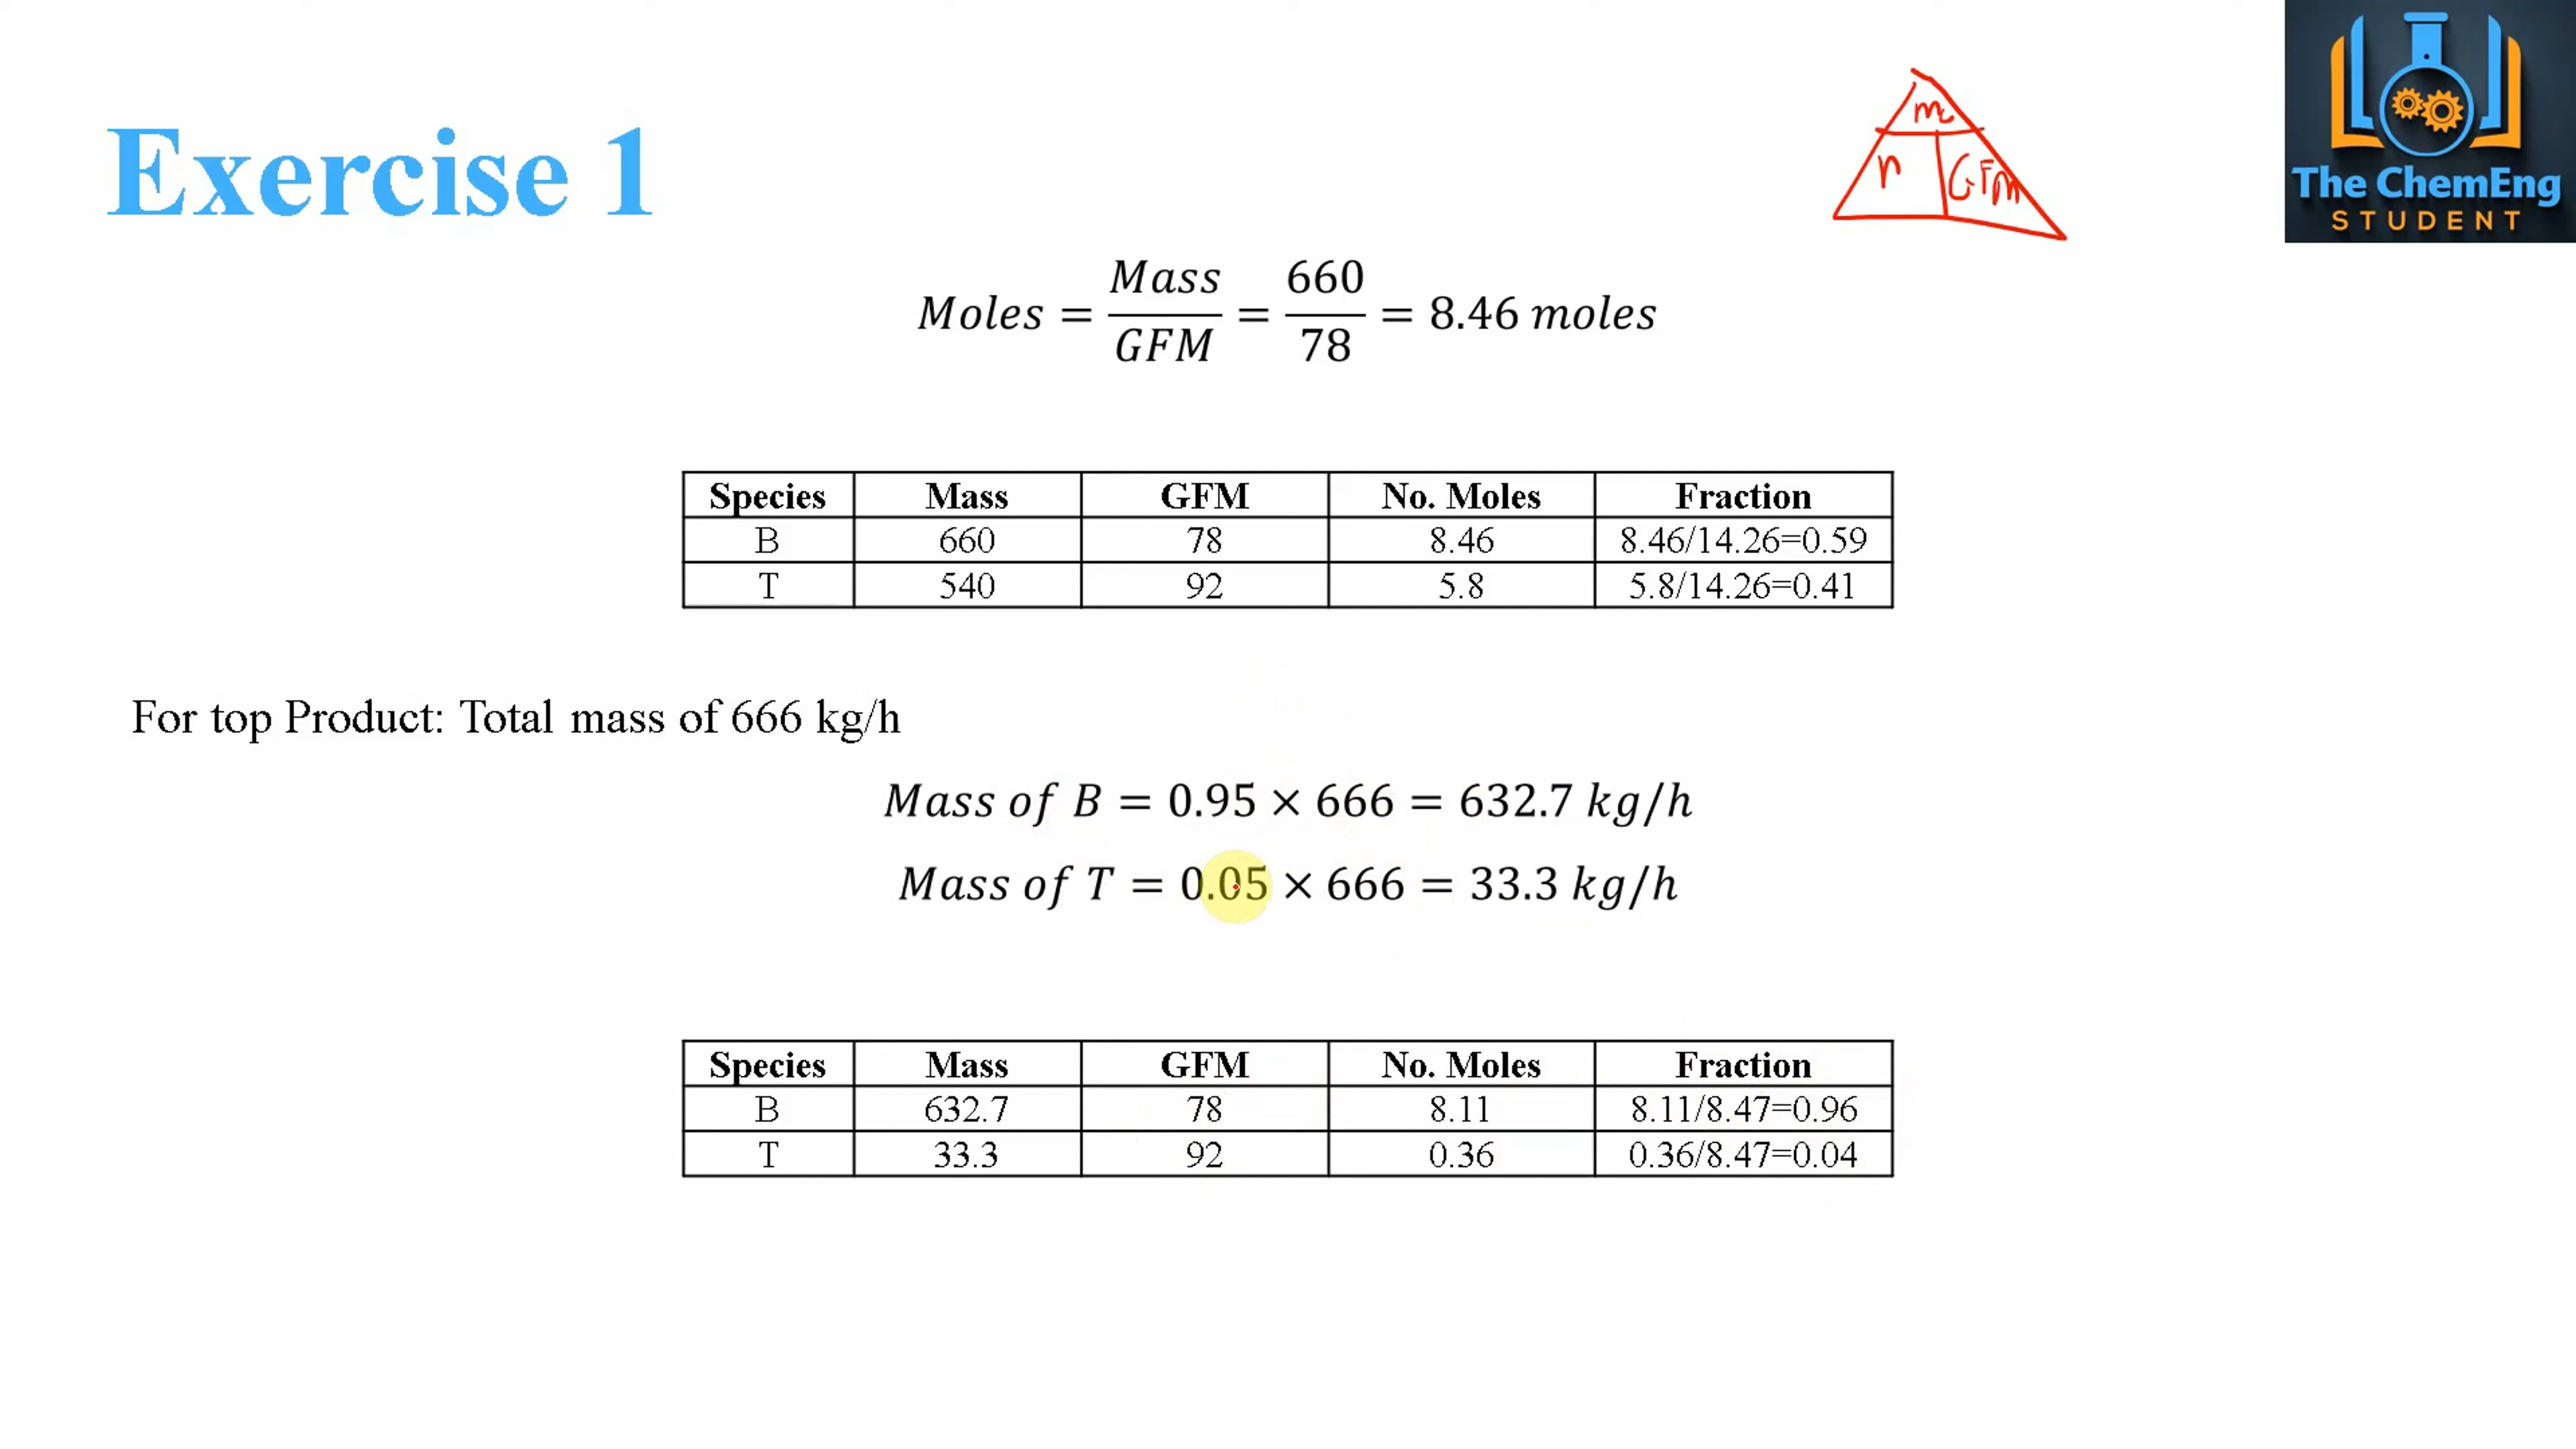 Exercise 1
m
n GFM
The ChemEng
STUDENT
Moles = Mass/GFM = 660/78 = 8.46 moles
Species Mass GFM No. Moles Fraction
B 660 78 8.46 8.46/14.26=0.59
T 540 92 5.8 5.8/14.26=0.41
For top Product: Total mass of 666 kg/h
Mass of B = 0.95 × 666 = 632.7 kg/h
Mass of T = 0.05 × 666 = 33.3 kg/h
Species Mass GFM No. Moles Fraction
B 632.7 78 8.11 8.11/8.47=0.96
T 33.3 92 0.36 0.36/8.47=0.04